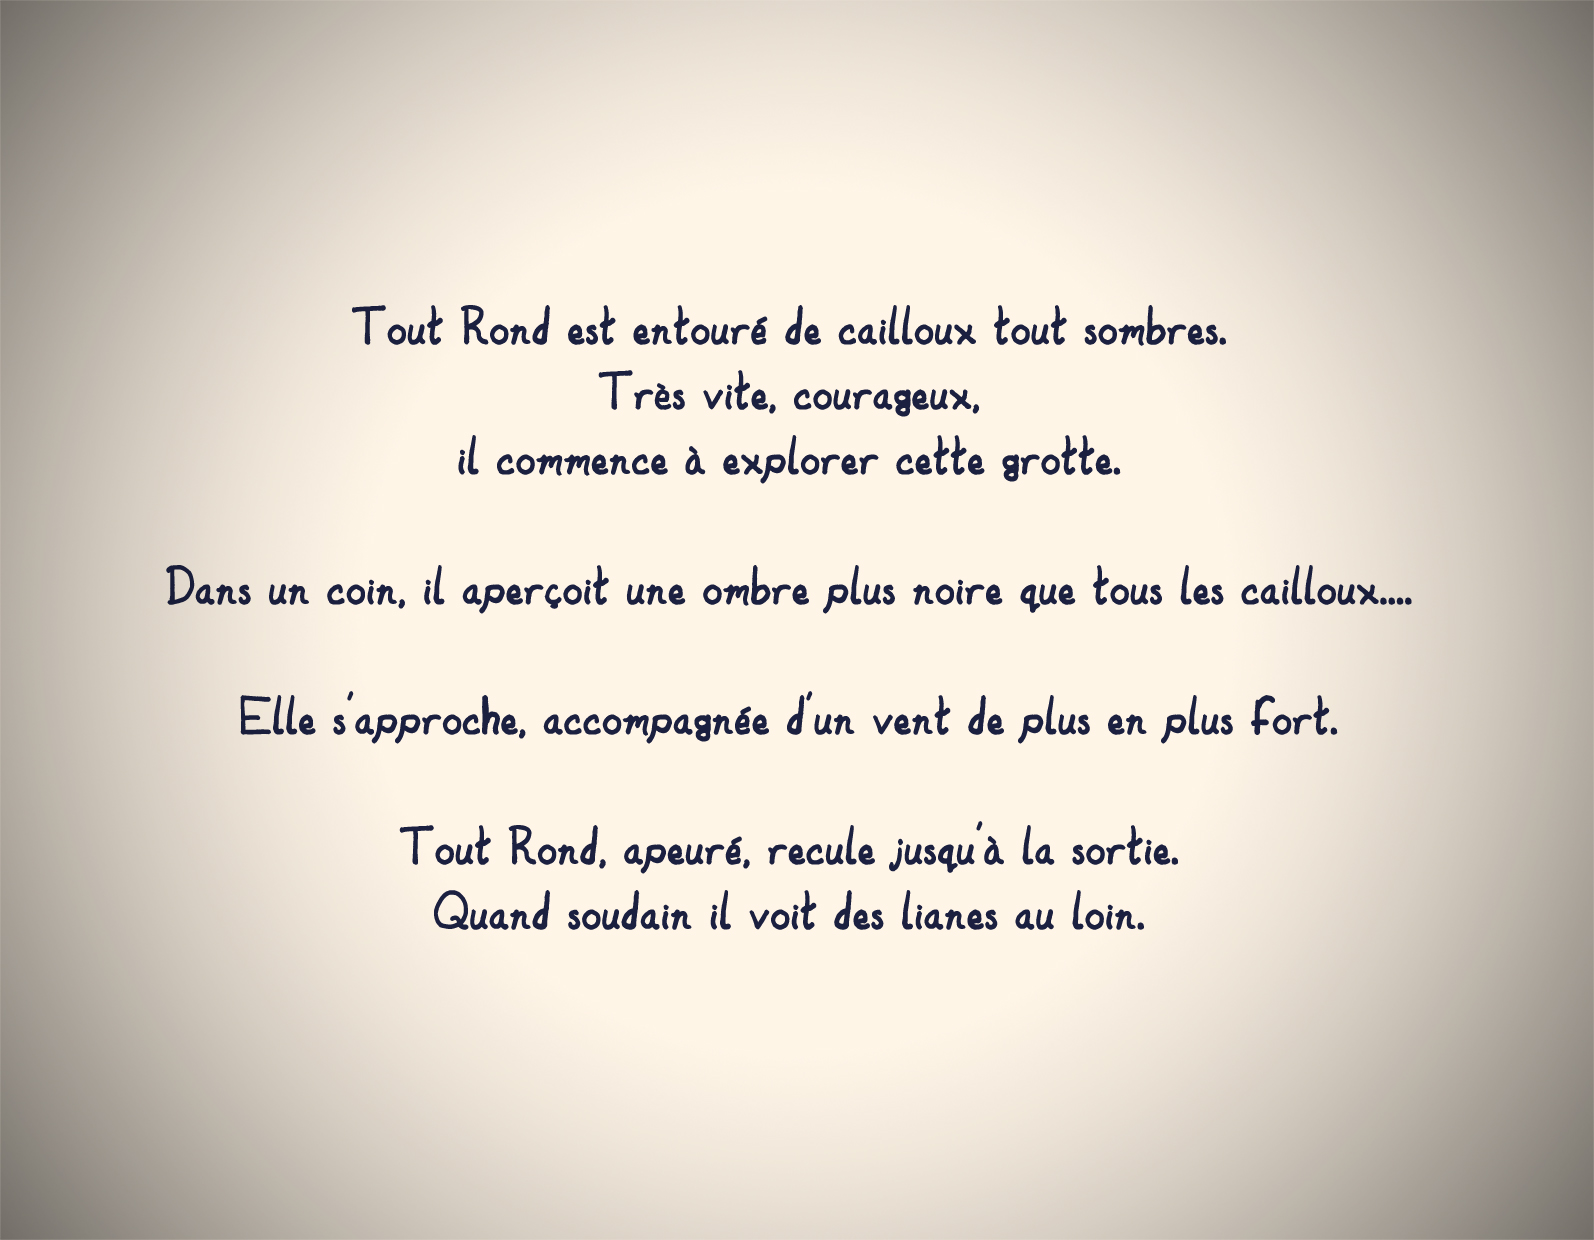 Tout Rond est entouré de cailloux tout sombres.
Très vite, courageux,
il commence à explorer cette grotte.
Dans un coin, il aperçoit une ombre plus noire que tous les cailloux....
Elle s'approche, accompagnée d'un vent de plus en plus fort.
Tout Rond, apeuré, recule jusqu'à la sortie.
Quand soudain il voit des lianes au loin.